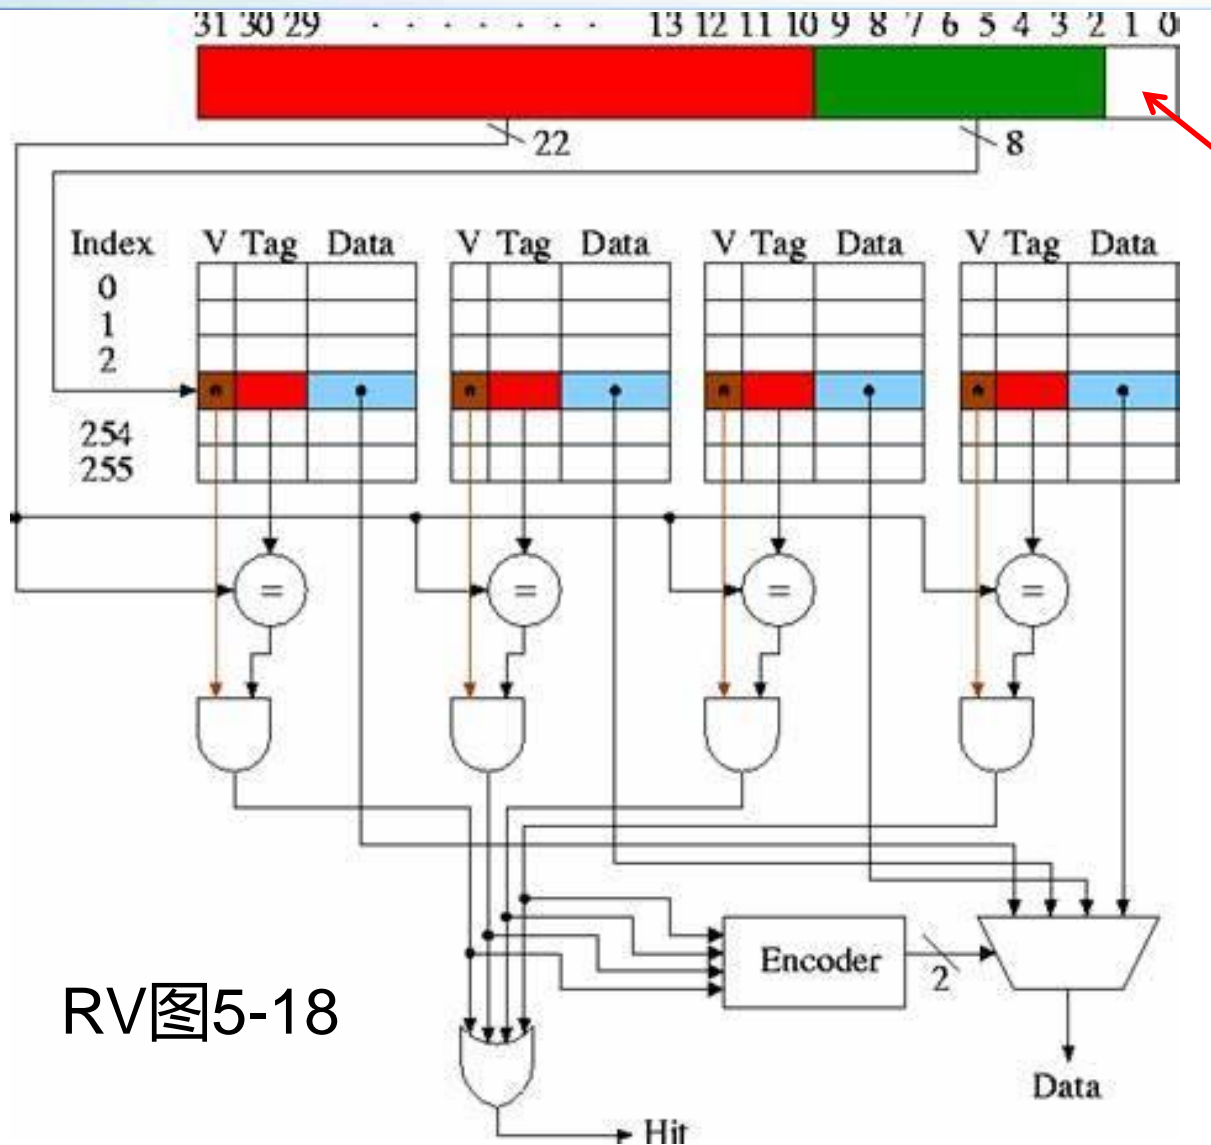 31 30 29 . . . . . . . 13 12 11 10 9 8 7 6 5 4 3 2 1 0
22 8
Index V Tag Data V Tag Data V Tag Data V Tag Data
0
1
2
254
255
= = = =
Encoder
2
RV图5-18
Data
Hit